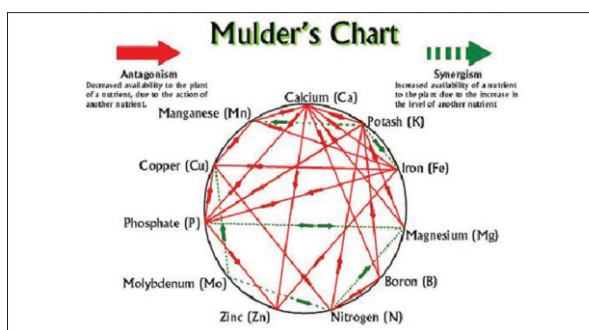 Mulder's Chart
Antagonism
Decreased availability to the plant
of a nutrient, due to the action of
another nutrient.
Synergism
Increased availability of a nutrient
to the plant due to the increase in
the level of another nutrient
Calcium (Ca)
Manganese (Mn)
Potash (K)
Copper (Cu)
Iron (Fe)
Phosphate (P)
Magnesium (Mg)
Molybdenum (Mo)
Boron (B)
Zinc (Zn)
Nitrogen (N)